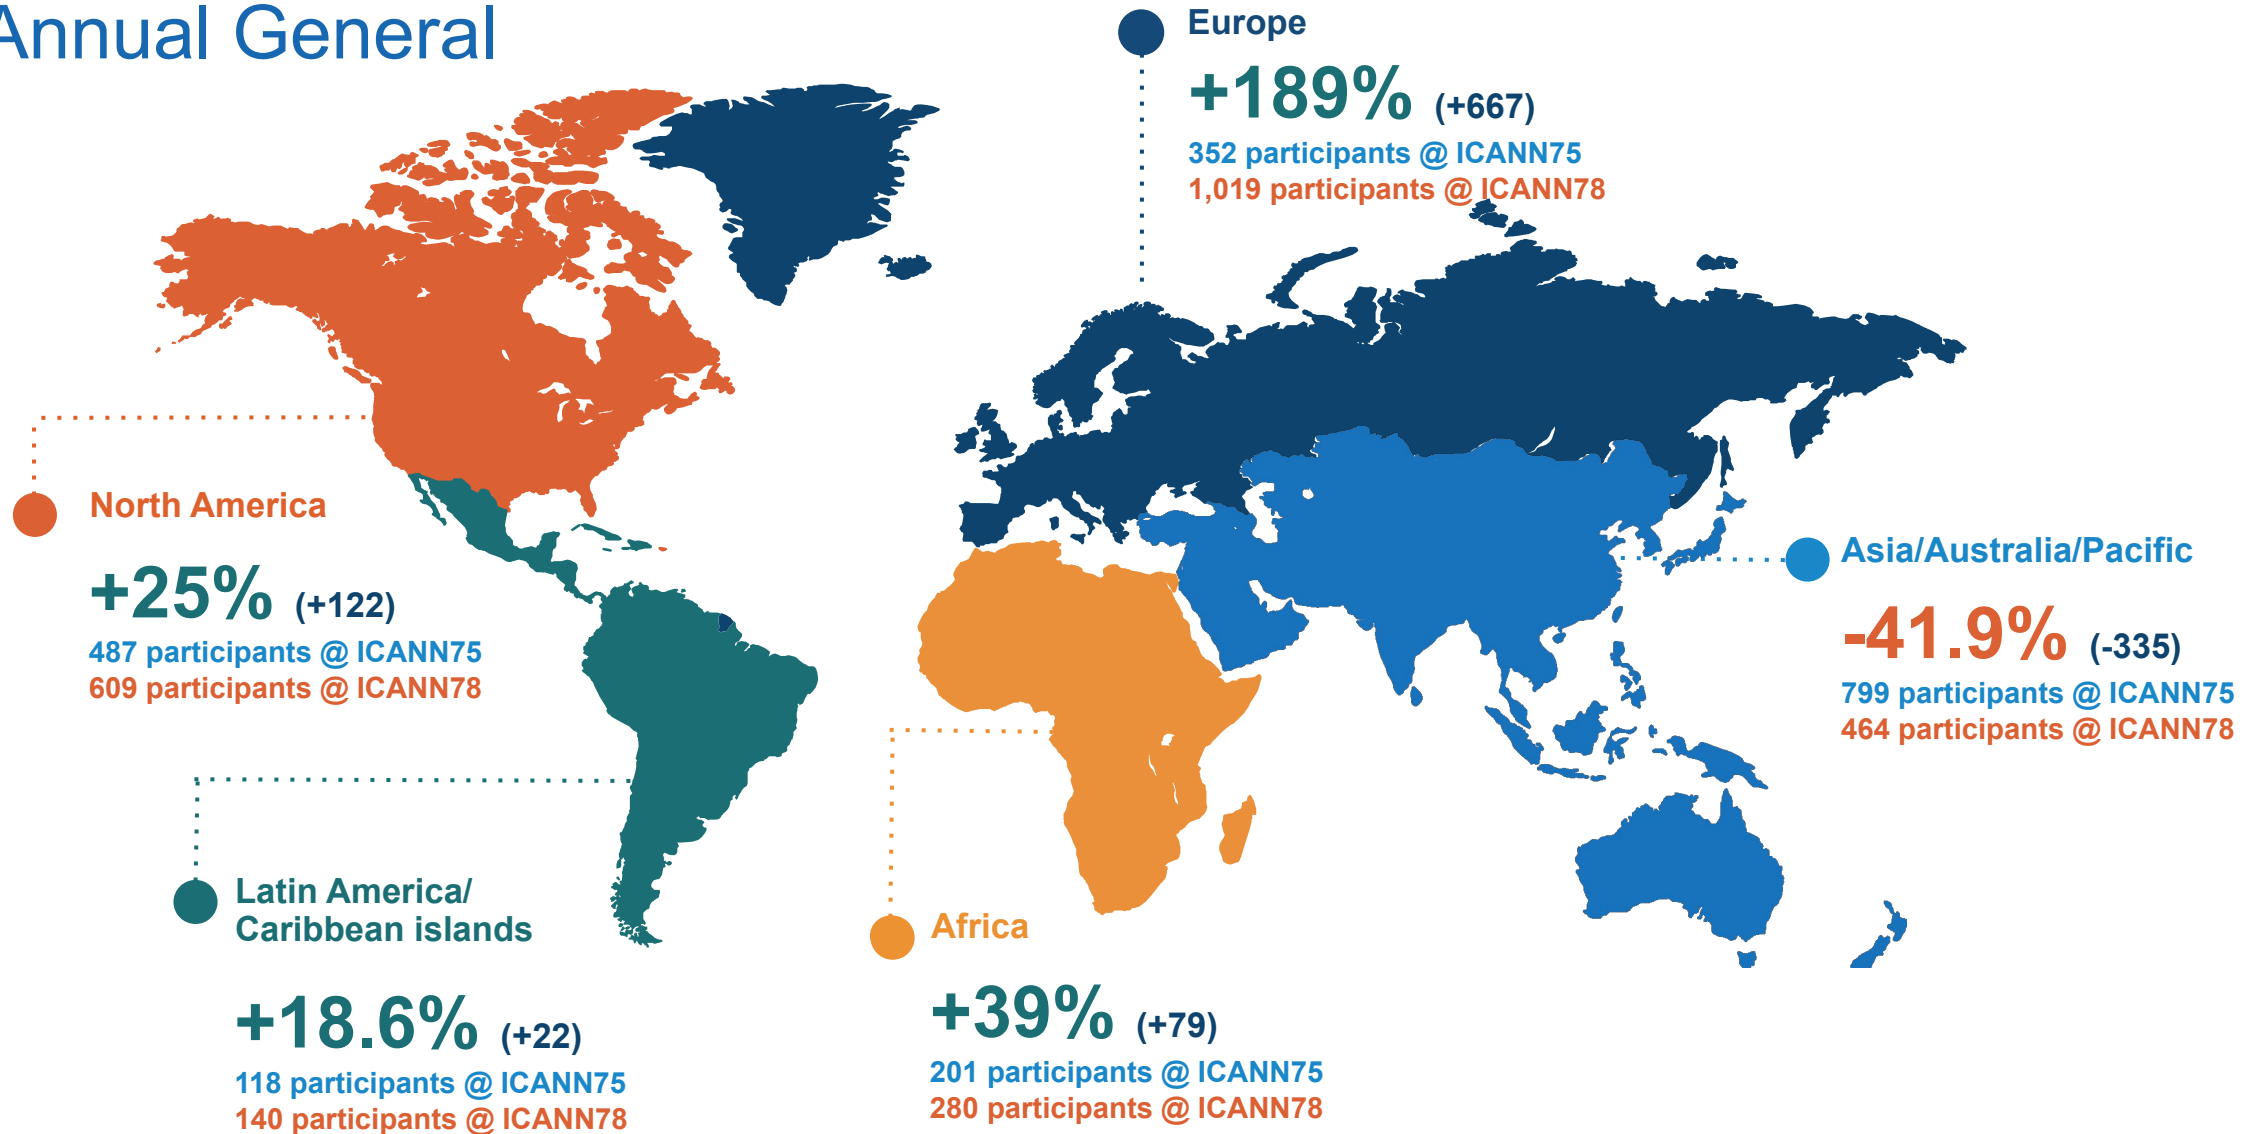 Annual General
Europe
+189% (+667)
352 participants @ ICANN75
1,019 participants @ ICANN78
North America
+25% (+122)
487 participants @ ICANN75
609 participants @ ICANN78
Asia/Australia/Pacific
-41.9% (-335)
799 participants @ ICANN75
464 participants @ ICANN78
Latin America/
Caribbean islands
+18.6% (+22)
118 participants @ ICANN75
140 participants @ ICANN78
Africa
+39% (+79)
201 participants @ ICANN75
280 participants @ ICANN78